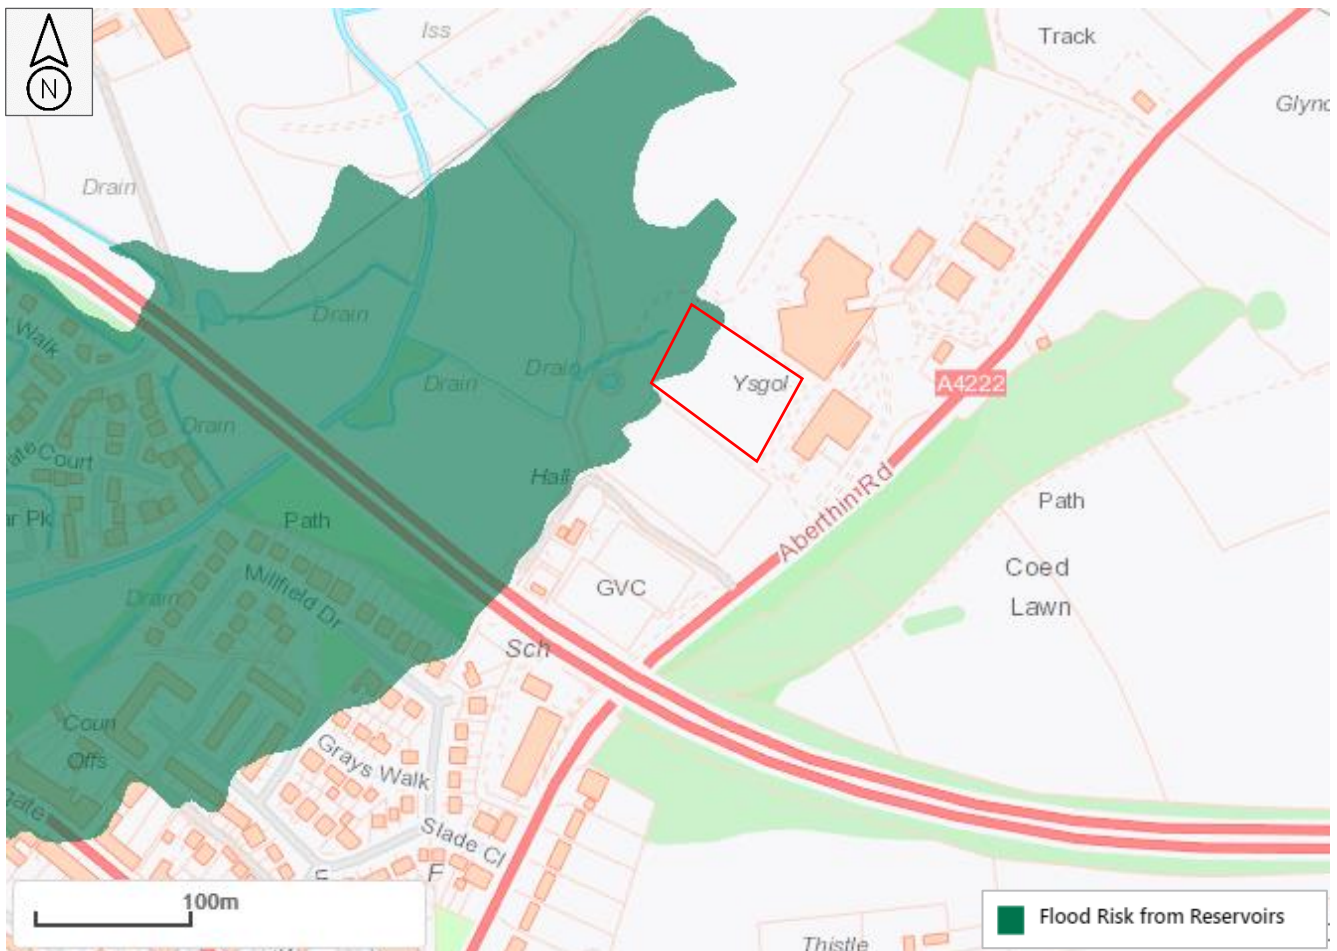 N
Iss
Track
Glync
Drain
Drain
Walk
Drain
Drain
Drain
Ysgol
A4222
Court
Hall
Pk
Path
Aberthin Rd
Path
Coed
Lawn
Millfield Dr
Drain
GVC
Sch
Coun
Offs
Grays Walk
gate
Slade Cl
F
100m
Flood Risk from Reservoirs
Thistle